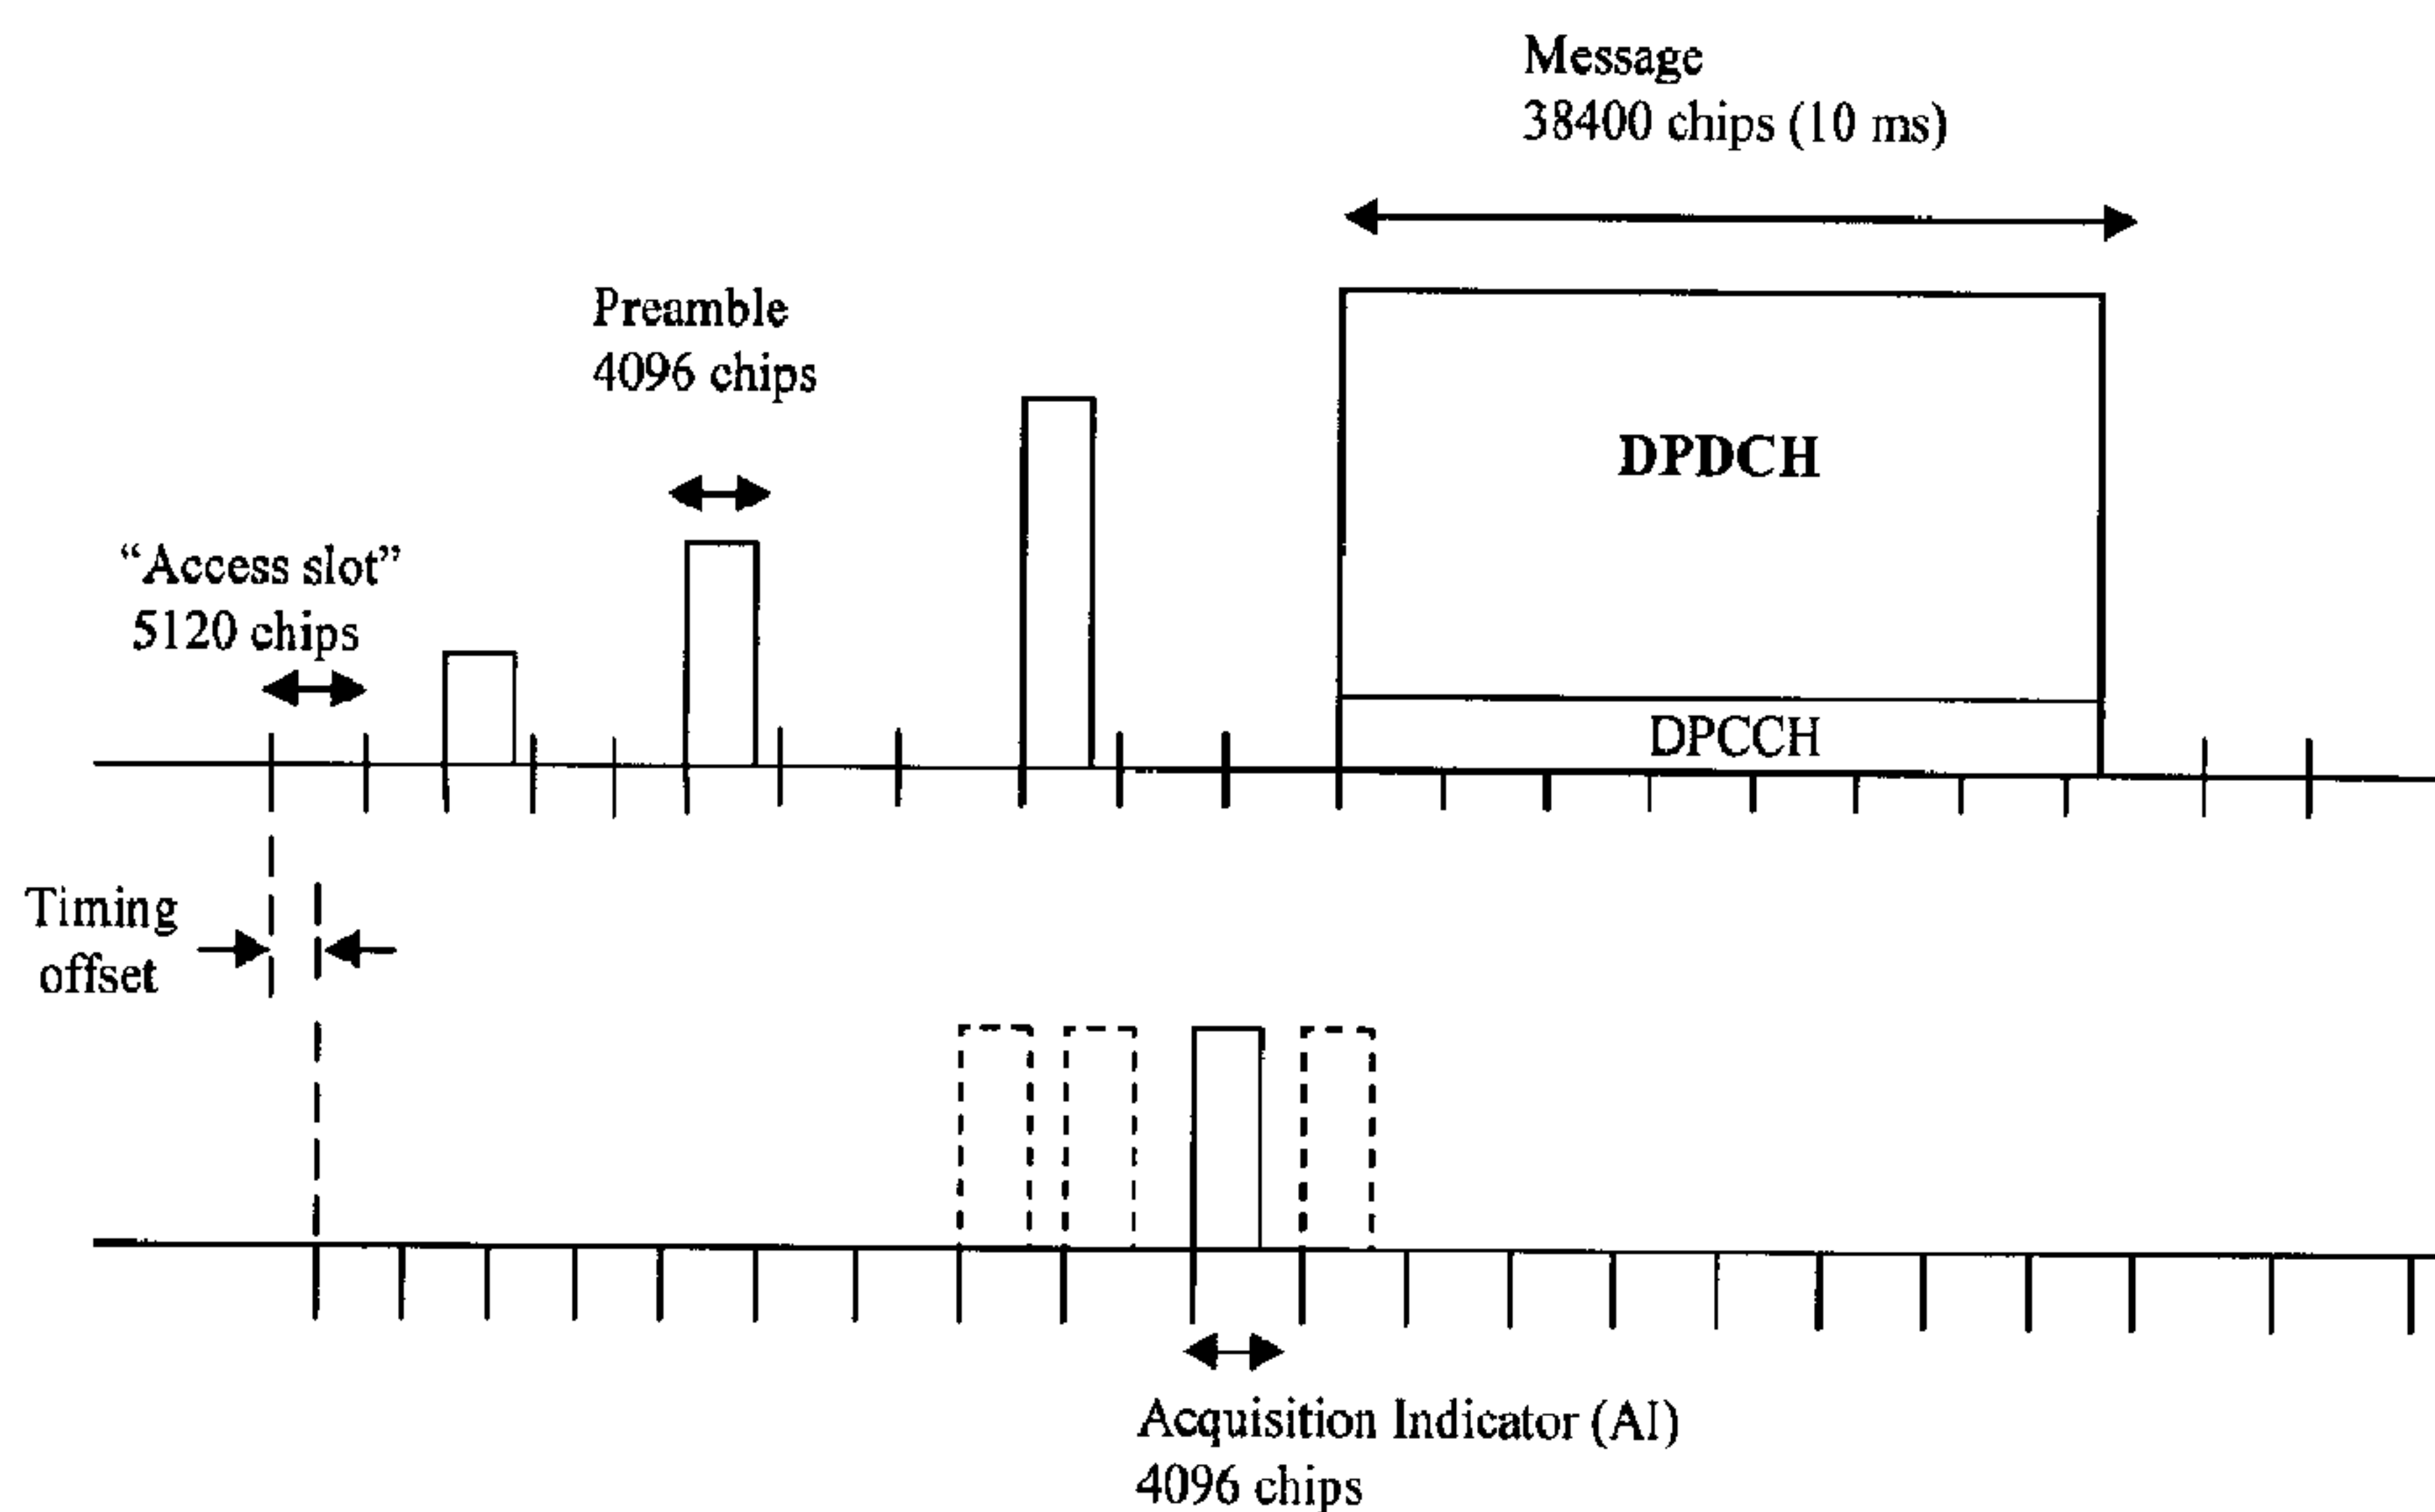 Message
38400 chips (10 ms)
Preamble
4096 chips
DPDCH
“Access slot”
5120 chips
DPCCH
Timing
offset
Acquisition Indicator (AI)
4096 chips